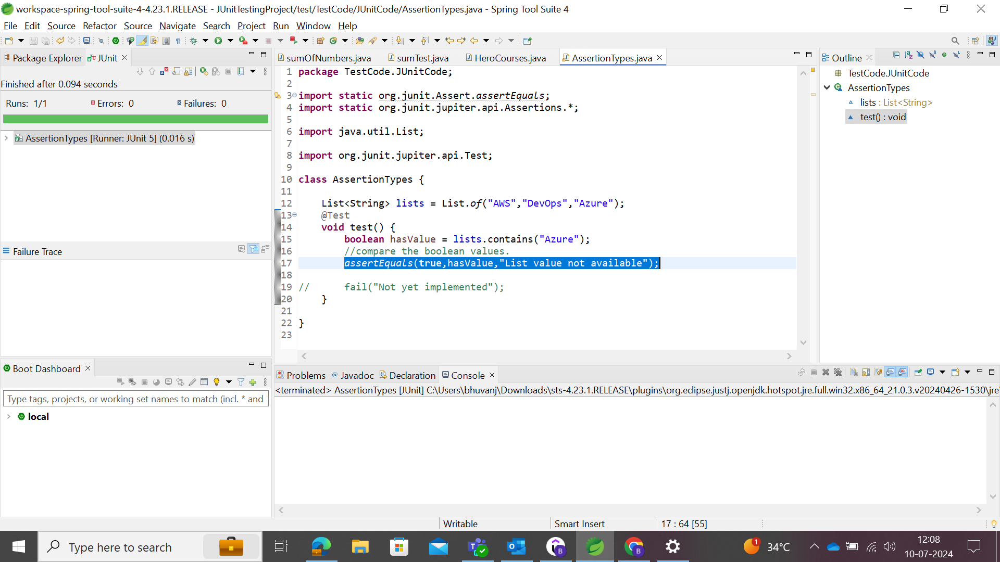 workspace-spring-tool-suite-4-4.23.1.RELEASE - JUnitTestingProject/test/TestCode/JUnitCode/AssertionTypes.java - Spring Tool Suite 4
File Edit Source Refactor Source Navigate Search Project Run Window Help
Package Explorer JUnit
Finished after 0.094 seconds
Runs: 1/1 Errors: 0 Failures: 0
AssertionTypes [Runner: JUnit 5] (0.016 s)
Failure Trace
sumOfNumbers.java sumTest.java HeroCourses.java AssertionTypes.java
1 package TestCode.JUnitCode;
2
3 import static org.junit.Assert.assertEquals;
4 import static org.junit.jupiter.api.Assertions.*;
5
6 import java.util.List;
7
8 import org.junit.jupiter.api.Test;
9
10 class AssertionTypes {
11
12 List<String> lists = List.of("AWS","DevOps","Azure");
13 @Test
14 void test() {
15 boolean hasValue = lists.contains("Azure");
16 //compare the boolean values.
17 assertEquals(true,hasValue,"List value not available");
18
19 // fail("Not yet implemented");
20 }
21
22 }
23
Outline
TestCode.JUnitCode
AssertionTypes
lists : List<String>
test() : void
Boot Dashboard
Type tags, projects, or working set names to match (incl. * and
local
Problems Javadoc Declaration Console
<terminated> AssertionTypes [JUnit] C:\Users\bhuvanj\Downloads\sts-4.23.1.RELEASE\plugins\org.eclipse.justj.openjdk.hotspot.jre.full.win32.x86_64_21.0.3.v20240426-1530\jre\
Writable Smart Insert 17 : 64 [55]
Type here to search
1 34°C
12:08
10-07-2024